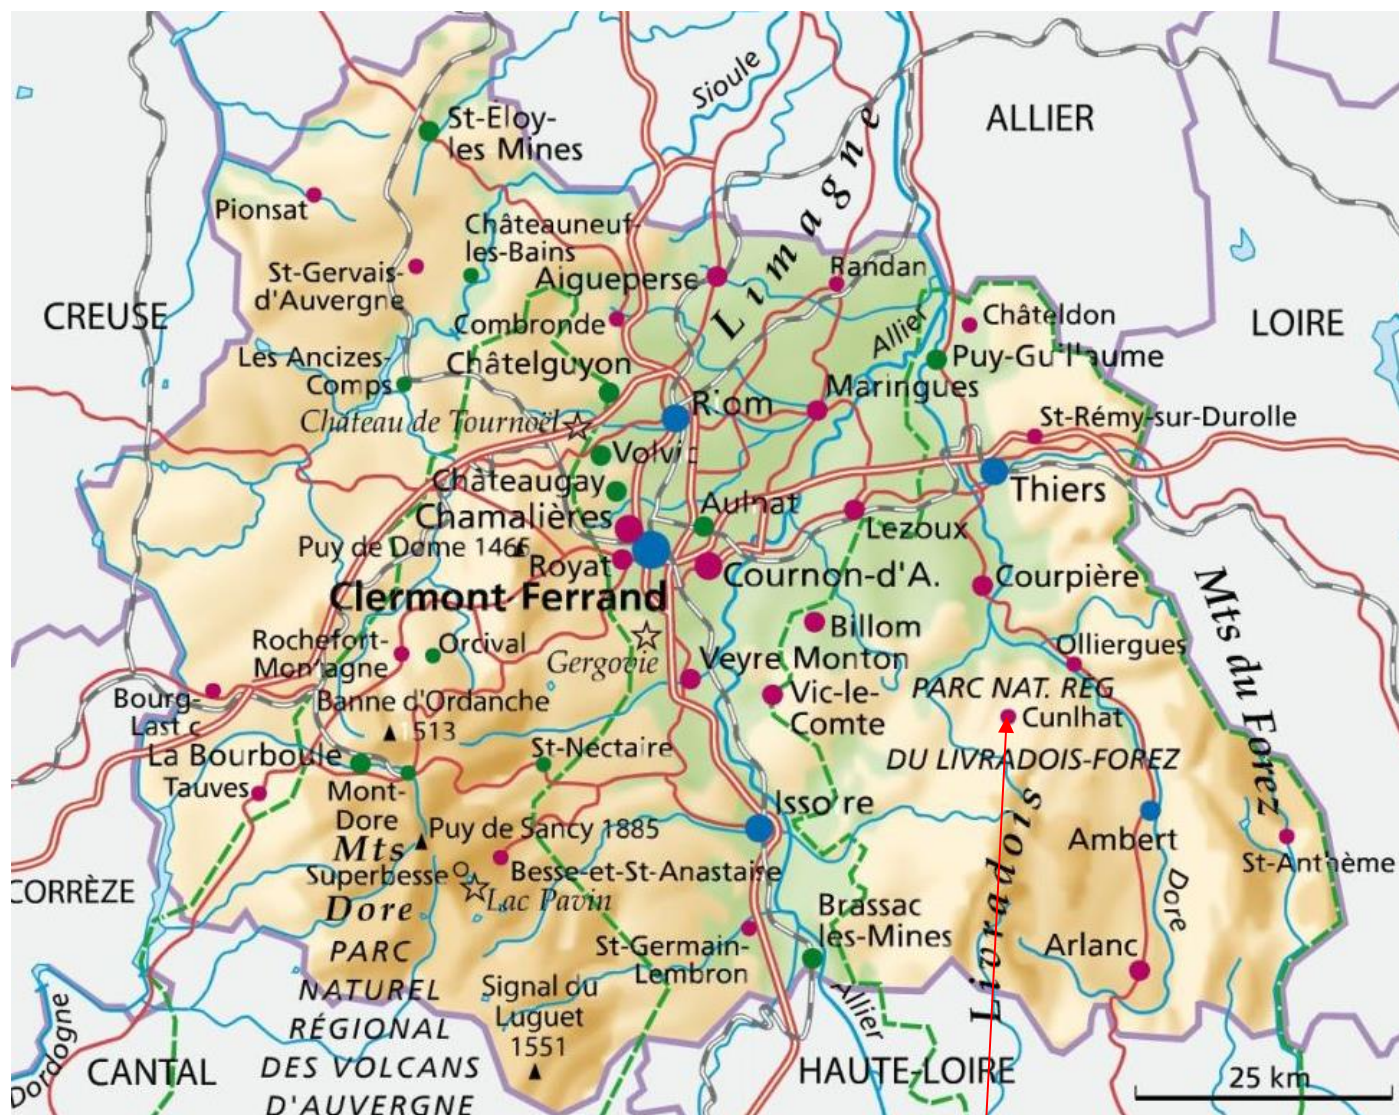 Sioule
ALLIER
St-Éloy-
les Mines
Limagne
Pionsat
Châteauneuf-
les-Bains
St-Gervais-
d'Auvergne
Aigueperse
Randan
CREUSE
Combronde
Allier
Châteldon
LOIRE
Les Ancizes-
Comps
Châtelguyon
Puy-Guillaume
Maringues
Château de Tournoël
Riom
St-Rémy-sur-Durolle
Volvic
Châteaugay
Aulnat
Thiers
Chamalières
Lezoux
Puy de Dome 1465
Royat
Cournon-d'A.
Courpière
Clermont Ferrand
Mts du Forez
Billom
Rochefort-
Montagne
Orcival
Gergovie
Veyre Monton
Olliergues
Bourg-
Lastic
Banne d'Ordanche
1513
Vic-le-
Comte
PARC NAT. REG
Cunlhat
DU LIVRADOIS-FOREZ
La Bourboule
St-Nectaire
Tauves
Mont-
Dore
Issoire
Livradois
Puy de Sancy 1885
Ambert
Mts
Dore
Superbesse
Besse-et-St-Anastaise
St-Anthème
Lac Pavin
CORRÈZE
Dore
Brassac
les-Mines
PARC
NATUREL
RÉGIONAL
DES VOLCANS
D'AUVERGNE
St-Germain-
Lembron
Arlanc
Signal du
Luguet
1551
Allier
Dordogne
CANTAL
HAUTE-LOIRE
25 km